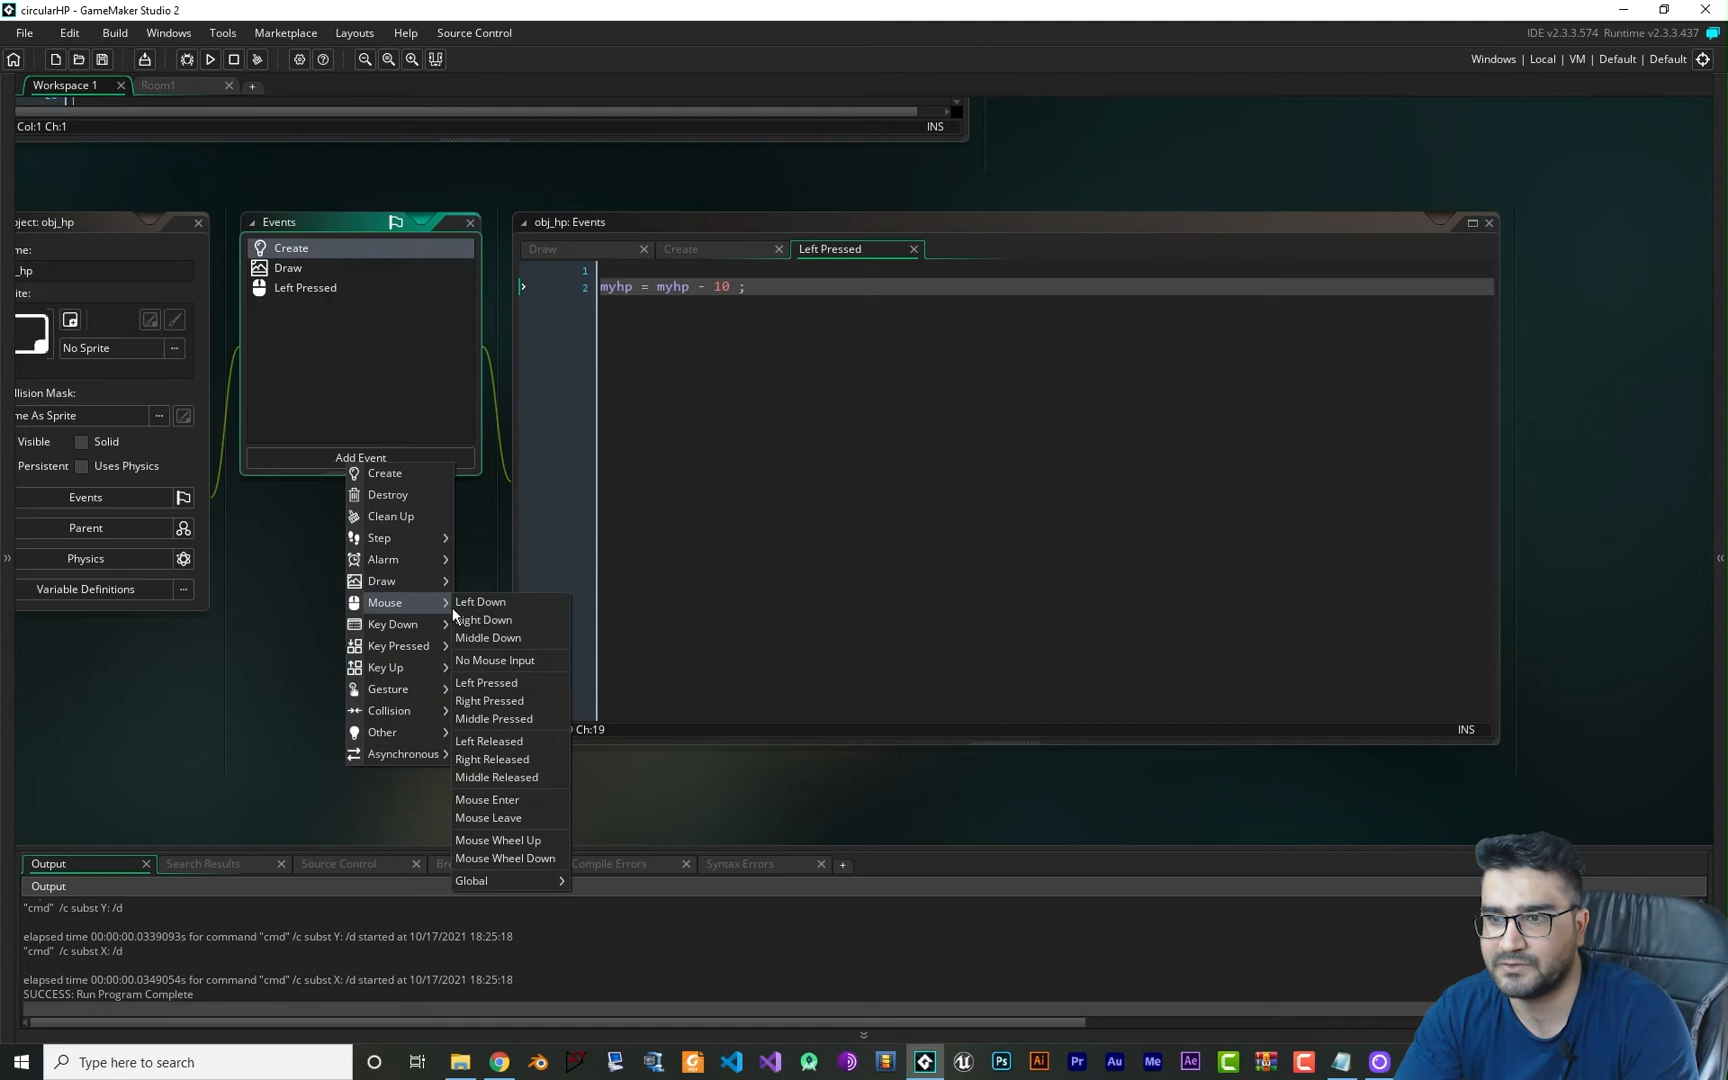 circularHP - GameMaker Studio 2
File Edit Build Windows Tools Marketplace Layouts Help Source Control
IDE v2.3.3.574 Runtime v2.3.3.437
Windows | Local | VM | Default | Default
Workspace 1
Room1
Col:1 Ch:1
INS
obj_hp
Events
obj_hp: Events
Create
Draw
Left Pressed
Draw
Create
Left Pressed
1
2
myhp = myhp - 10 ;
me:
_hp
ite:
No Sprite
llision Mask:
me As Sprite
Visible
Solid
Persistent
Uses Physics
Events
Parent
Physics
Variable Definitions
Add Event
Create
Destroy
Clean Up
Step
Alarm
Draw
Mouse
Key Down
Key Pressed
Key Up
Gesture
Collision
Other
Asynchronous
Left Down
ight Down
Middle Down
No Mouse Input
Left Pressed
Right Pressed
Middle Pressed
Left Released
Right Released
Middle Released
Mouse Enter
Mouse Leave
Mouse Wheel Up
Mouse Wheel Down
Global
Ch:19
INS
Output
Search Results
Source Control
Compile Errors
Syntax Errors
Output
"cmd" /c subst Y: /d
elapsed time 00:00:00.0339093s for command "cmd" /c subst Y: /d started at 10/17/2021 18:25:18
"cmd" /c subst X: /d
elapsed time 00:00:00.0349054s for command "cmd" /c subst X: /d started at 10/17/2021 18:25:18
SUCCESS: Run Program Complete
Type here to search
Ps
Ai
Pr
Au
Me
Ae